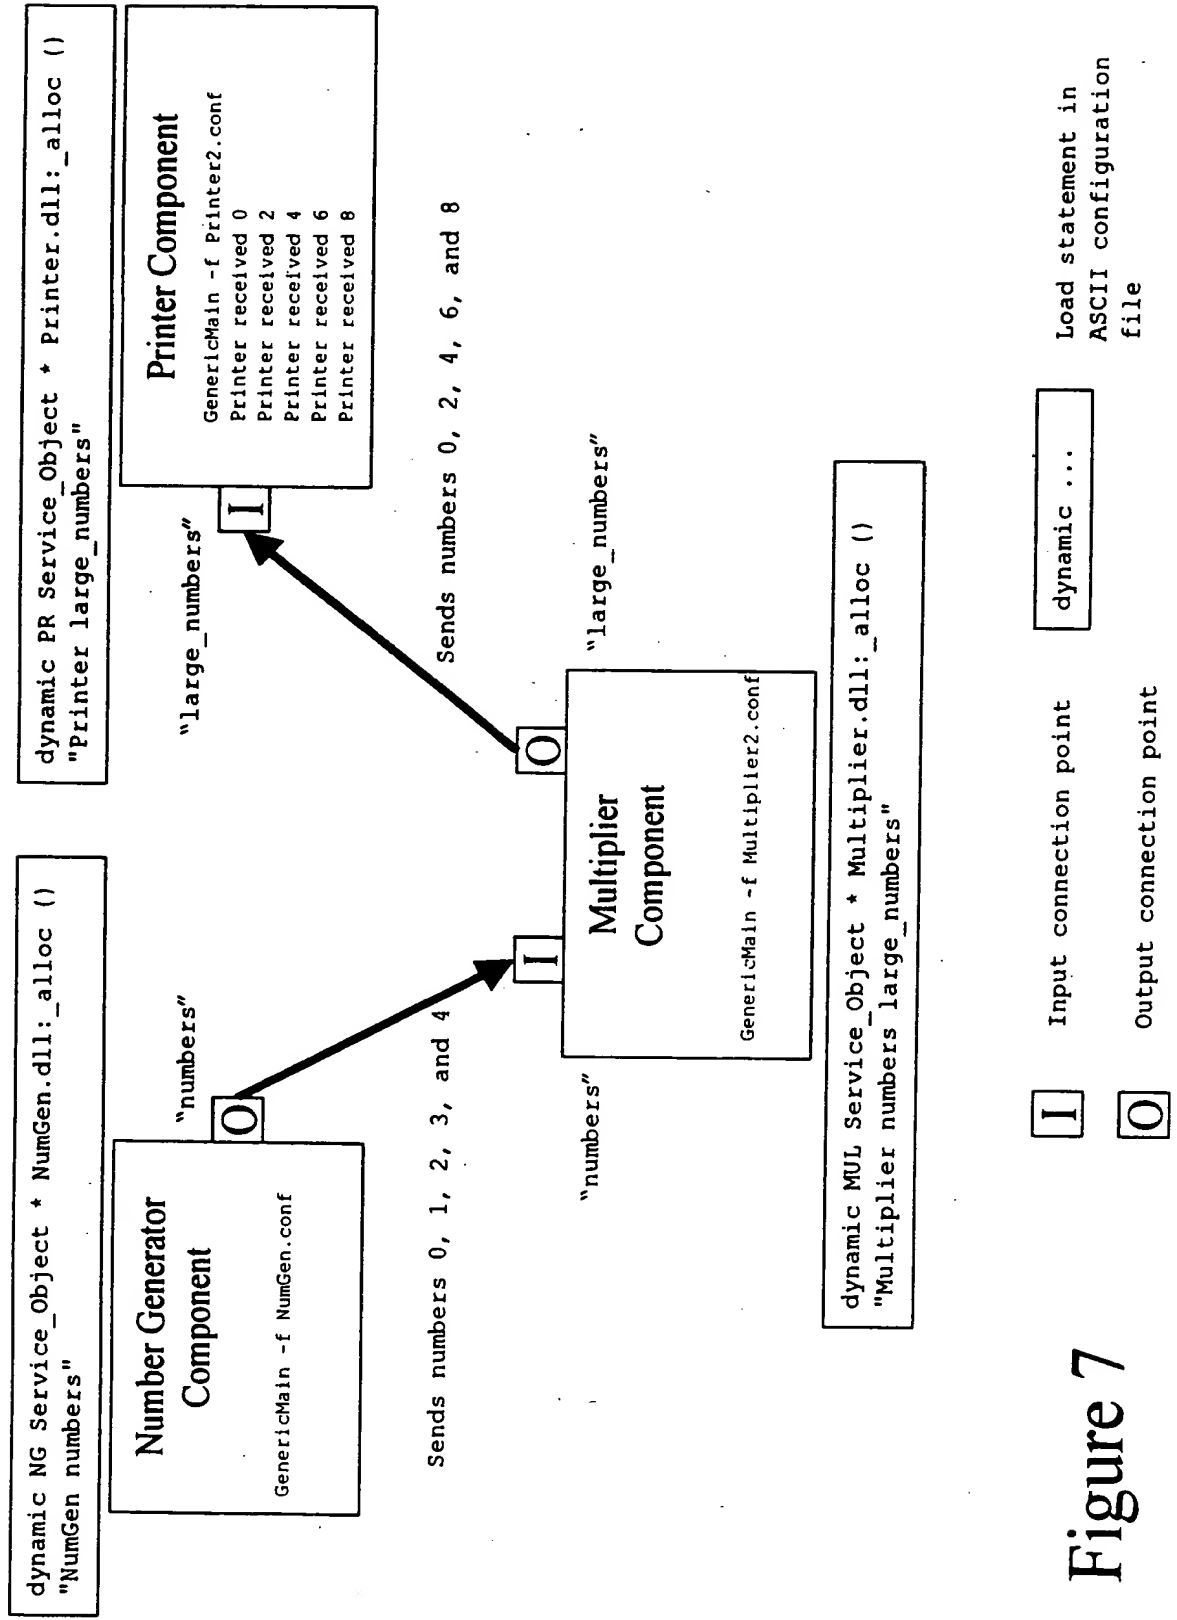 dynamic NG Service_Object * NumGen.dll:_alloc ()
"NumGen numbers"
dynamic PR Service_Object * Printer.dll:_alloc ()
"Printer large_numbers"
Number Generator
Component
GenericMain -f NumGen.conf
O
"numbers"
"large_numbers"
I
Printer Component
GenericMain -f Printer2.conf
Printer received 0
Printer received 2
Printer received 4
Printer received 6
Printer received 8
Sends numbers 0, 1, 2, 3, and 4
Sends numbers 0, 2, 4, 6, and 8
"numbers"
I
O
"large_numbers"
Multiplier
Component
GenericMain -f Multiplier2.conf
dynamic MUL Service_Object * Multiplier.dll:_alloc ()
"Multiplier numbers large_numbers"
Figure 7
I
Input connection point
O
Output connection point
dynamic ...
Load statement in
ASCII configuration
file